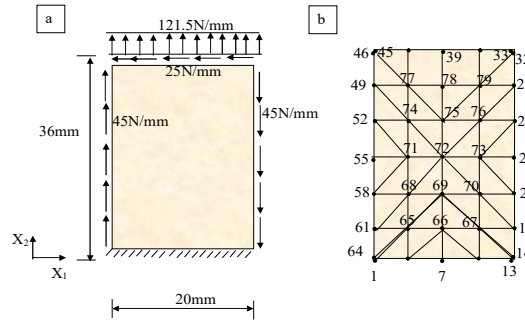 a
121.5N/mm
25N/mm
36mm
45N/mm
45N/mm
X2
X1
20mm
b
46 45 39 33
49 77 78 79
52 74 75 76
55 71 72 73
58 68 69 70
61 65 66 67
64
1 7 13